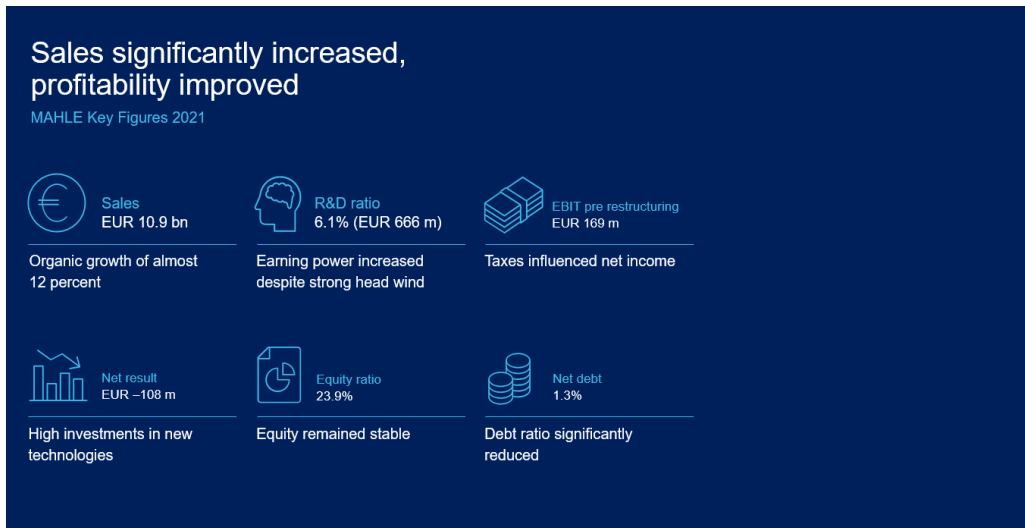 Sales significantly increased,
profitability improved
MAHLE Key Figures 2021
Sales
EUR 10.9 bn
Organic growth of almost
12 percent
R&D ratio
6.1% (EUR 666 m)
Earning power increased
despite strong head wind
EBIT pre restructuring
EUR 169 m
Taxes influenced net income
Net result
EUR –108 m
High investments in new
technologies
Equity ratio
23.9%
Equity remained stable
Net debt
1.3%
Debt ratio significantly
reduced